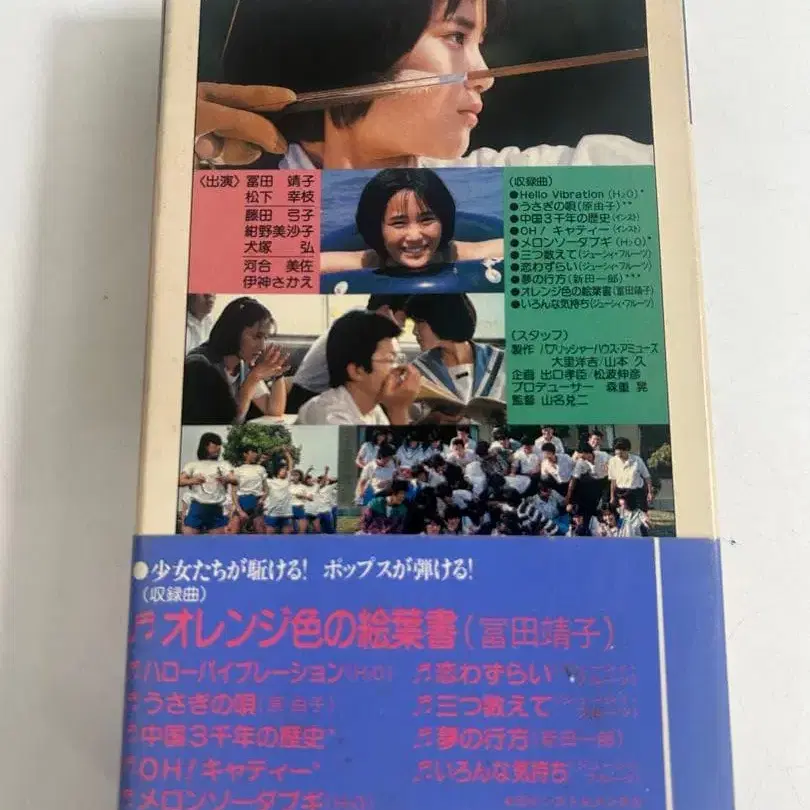 〈出演〉冨田 靖子
松下 幸枝
藤田 弓子
紺野美沙子
犬塚 弘
河合 美佐
伊神さかえ
〈収録曲〉
●Hello Vibration(H₂O)*
●うさぎの唄(原由子)**
●中国3千年の歴史(インスト)
●OH! キャティー(インスト)
●メロンソーダブギ(H₂O)*
●三つ数えて(ジューシィ・フルーツ)
●恋わずらい(ジューシィ・フルーツ)
●夢の行方(新田一郎)***
●オレンジ色の絵葉書(冨田靖子)
●いろんな気持ち(ジューシィ・フルーツ)
〈スタッフ〉
製作 パブリッシャーハウス・アミューズ
大里洋吉/山本 久
企画 出口孝臣/松波伸彦
プロデューサー 森重 晃
監督 山名兌二
●少女たちが駈ける! ポップスが弾ける!
(収録曲)
♬オレンジ色の絵葉書(冨田靖子)
♬ハローバイブレーション(H₂O)
♬うさぎの唄(原 由子)
♬中国3千年の歴史*
♬OH!キャティー*
♬メロンソーダブギ(H₂O)
♬恋わずらい
♬三つ数えて
♬夢の行方(新田一郎)
♬いろんな気持ち